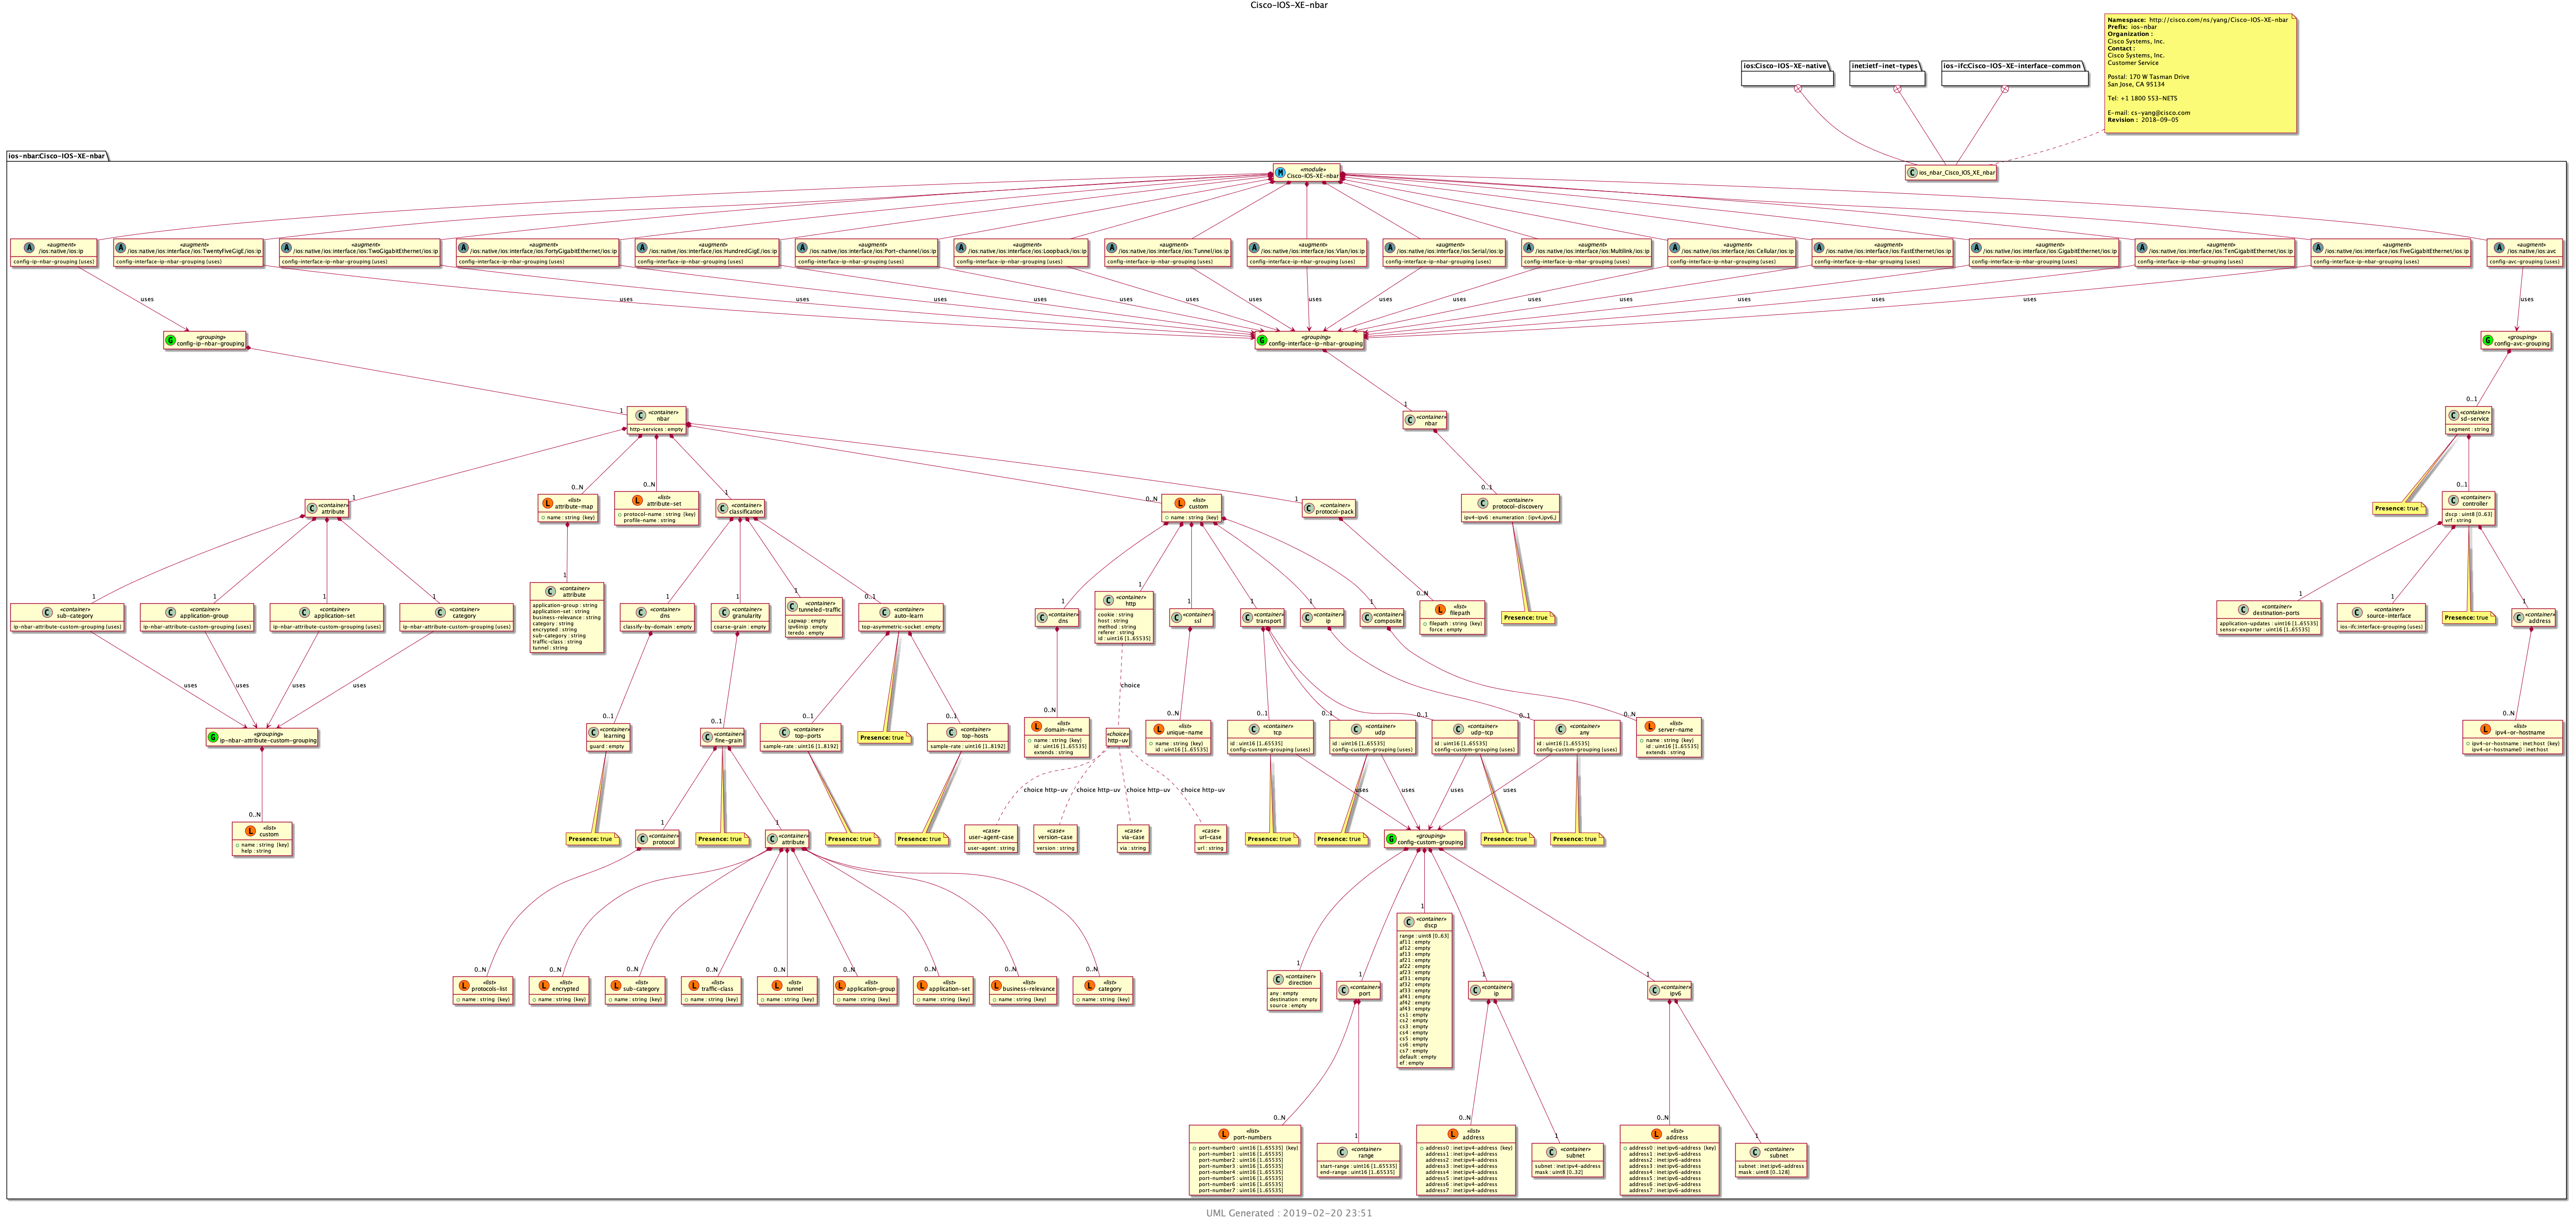 Cisco-IOS-XE-nbar
Namespace: http://cisco.com/ns/yang/Cisco-IOS-XE-nbar
Prefix: ios-nbar
Organization :
Cisco Systems, Inc.
Contact :
Cisco Systems, Inc.
Customer Service
Postal: 170 W Tasman Drive
San Jose, CA 95134
Tel: +1 1800 553-NETS
E-mail: cs-yang@cisco.com
Revision : 2018-09-05
ios:Cisco-IOS-XE-native
inet:ietf-inet-types
ios-ifc:Cisco-IOS-XE-interface-common
ios-nbar:Cisco-IOS-XE-nbar
M «module»
Cisco-IOS-XE-nbar
C ios_nbar_Cisco_IOS_XE_nbar
A «augment»
/ios:native/ios:ip
config-ip-nbar-grouping {uses}
A «augment»
/ios:native/ios:interface/ios:TwentyFiveGigE/ios:ip
config-interface-ip-nbar-grouping {uses}
A «augment»
/ios:native/ios:interface/ios:TwoGigabitEthernet/ios:ip
config-interface-ip-nbar-grouping {uses}
A «augment»
/ios:native/ios:interface/ios:FortyGigabitEthernet/ios:ip
config-interface-ip-nbar-grouping {uses}
A «augment»
/ios:native/ios:interface/ios:HundredGigE/ios:ip
config-interface-ip-nbar-grouping {uses}
A «augment»
/ios:native/ios:interface/ios:Port-channel/ios:ip
config-interface-ip-nbar-grouping {uses}
A «augment»
/ios:native/ios:interface/ios:Loopback/ios:ip
config-interface-ip-nbar-grouping {uses}
A «augment»
/ios:native/ios:interface/ios:Tunnel/ios:ip
config-interface-ip-nbar-grouping {uses}
A «augment»
/ios:native/ios:interface/ios:Vlan/ios:ip
config-interface-ip-nbar-grouping {uses}
A «augment»
/ios:native/ios:interface/ios:Serial/ios:ip
config-interface-ip-nbar-grouping {uses}
A «augment»
/ios:native/ios:interface/ios:Multilink/ios:ip
config-interface-ip-nbar-grouping {uses}
A «augment»
/ios:native/ios:interface/ios:Cellular/ios:ip
config-interface-ip-nbar-grouping {uses}
A «augment»
/ios:native/ios:interface/ios:FastEthernet/ios:ip
config-interface-ip-nbar-grouping {uses}
A «augment»
/ios:native/ios:interface/ios:GigabitEthernet/ios:ip
config-interface-ip-nbar-grouping {uses}
A «augment»
/ios:native/ios:interface/ios:TenGigabitEthernet/ios:ip
config-interface-ip-nbar-grouping {uses}
A «augment»
/ios:native/ios:interface/ios:FiveGigabitEthernet/ios:ip
config-interface-ip-nbar-grouping {uses}
A «augment»
/ios:native/ios:avc
config-avc-grouping {uses}
uses uses uses uses uses uses uses uses uses uses uses uses uses uses uses uses uses
G «grouping»
config-ip-nbar-grouping
G «grouping»
config-interface-ip-nbar-grouping
G «grouping»
config-avc-grouping
1 1 0..1
C «container»
nbar
http-services : empty
C «container»
nbar
C «container»
sd-service
segment : string
1 0..N 0..N 1 0..N 1 0..1 0..1
C «container»
attribute
L «list»
attribute-map
name : string {key}
L «list»
attribute-set
protocol-name : string {key}
profile-name : string
C «container»
classification
L «list»
custom
name : string {key}
C «container»
protocol-pack
C «container»
protocol-discovery
ipv4-ipv6 : enumeration : {ipv4,ipv6,}
Presence: true
C «container»
controller
dscp : uint8 [0..63]
vrf : string
1 1 1 1 1 1 1 1 0..1 1 1 1 1 1 1 0..N 1 1 1
C «container»
sub-category
ip-nbar-attribute-custom-grouping {uses}
C «container»
application-group
ip-nbar-attribute-custom-grouping {uses}
C «container»
application-set
ip-nbar-attribute-custom-grouping {uses}
C «container»
category
ip-nbar-attribute-custom-grouping {uses}
C «container»
attribute
application-group : string
application-set : string
business-relevance : string
category : string
encrypted : string
sub-category : string
traffic-class : string
tunnel : string
C «container»
dns
classify-by-domain : empty
C «container»
granularity
coarse-grain : empty
C «container»
tunneled-traffic
capwap : empty
ipv6inip : empty
teredo : empty
C «container»
auto-learn
top-asymmetric-socket : empty
C «container»
dns
C «container»
http
cookie : string
host : string
method : string
referer : string
id : uint16 [1..65535]
C «container»
ssl
C «container»
transport
C «container»
ip
C «container»
composite
L «list»
filepath
filepath : string {key}
force : empty
Presence: true
C «container»
destination-ports
application-updates : uint16 [1..65535]
sensor-exporter : uint16 [1..65535]
C «container»
source-interface
ios-ifc:interface-grouping {uses}
Presence: true
C «container»
address
uses uses uses uses choice
0..1 0..1 0..1 0..1 0..N 0..N 0..1 0..1 0..1 0..1 0..N 0..N
G «grouping»
ip-nbar-attribute-custom-grouping
C «container»
learning
guard : empty
C «container»
fine-grain
C «container»
top-ports
sample-rate : uint16 [1..8192]
Presence: true
C «container»
top-hosts
sample-rate : uint16 [1..8192]
L «list»
domain-name
name : string {key}
id : uint16 [1..65535]
extends : string
«choice»
http-uv
L «list»
unique-name
name : string {key}
id : uint16 [1..65535]
C «container»
tcp
id : uint16 [1..65535]
config-custom-grouping {uses}
C «container»
udp
id : uint16 [1..65535]
config-custom-grouping {uses}
C «container»
udp-tcp
id : uint16 [1..65535]
config-custom-grouping {uses}
C «container»
any
id : uint16 [1..65535]
config-custom-grouping {uses}
L «list»
server-name
name : string {key}
id : uint16 [1..65535]
extends : string
L «list»
ipv4-or-hostname
ipv4-or-hostname : inet:host {key}
ipv4-or-hostname0 : inet:host
choice http-uv choice http-uv choice http-uv choice http-uv uses uses uses uses
0..N 1 1
L «list»
custom
name : string {key}
help : string
Presence: true
C «container»
protocol
Presence: true
C «container»
attribute
Presence: true
Presence: true
«case»
user-agent-case
user-agent : string
«case»
version-case
version : string
«case»
via-case
via : string
«case»
url-case
url : string
Presence: true
Presence: true
G «grouping»
config-custom-grouping
Presence: true
Presence: true
0..N 0..N 0..N 0..N 0..N 0..N 0..N 0..N 0..N 1 1 1 1 1
L «list»
protocols-list
name : string {key}
L «list»
encrypted
name : string {key}
L «list»
sub-category
name : string {key}
L «list»
traffic-class
name : string {key}
L «list»
tunnel
name : string {key}
L «list»
application-group
name : string {key}
L «list»
application-set
name : string {key}
L «list»
business-relevance
name : string {key}
L «list»
category
name : string {key}
C «container»
direction
any : empty
destination : empty
source : empty
C «container»
port
C «container»
dscp
range : uint8 [0..63]
af11 : empty
af12 : empty
af13 : empty
af21 : empty
af22 : empty
af23 : empty
af31 : empty
af32 : empty
af33 : empty
af41 : empty
af42 : empty
af43 : empty
cs1 : empty
cs2 : empty
cs3 : empty
cs4 : empty
cs5 : empty
cs6 : empty
cs7 : empty
default : empty
ef : empty
C «container»
ip
C «container»
ipv6
0..N 1 0..N 1 0..N 1
L «list»
port-numbers
port-number0 : uint16 [1..65535] {key}
port-number1 : uint16 [1..65535]
port-number2 : uint16 [1..65535]
port-number3 : uint16 [1..65535]
port-number4 : uint16 [1..65535]
port-number5 : uint16 [1..65535]
port-number6 : uint16 [1..65535]
port-number7 : uint16 [1..65535]
C «container»
range
start-range : uint16 [1..65535]
end-range : uint16 [1..65535]
L «list»
address
address0 : inet:ipv4-address {key}
address1 : inet:ipv4-address
address2 : inet:ipv4-address
address3 : inet:ipv4-address
address4 : inet:ipv4-address
address5 : inet:ipv4-address
address6 : inet:ipv4-address
address7 : inet:ipv4-address
C «container»
subnet
subnet : inet:ipv4-address
mask : uint8 [0..32]
L «list»
address
address0 : inet:ipv6-address {key}
address1 : inet:ipv6-address
address2 : inet:ipv6-address
address3 : inet:ipv6-address
address4 : inet:ipv6-address
address5 : inet:ipv6-address
address6 : inet:ipv6-address
address7 : inet:ipv6-address
C «container»
subnet
subnet : inet:ipv6-address
mask : uint8 [0..128]
UML Generated : 2019-02-20 23:51